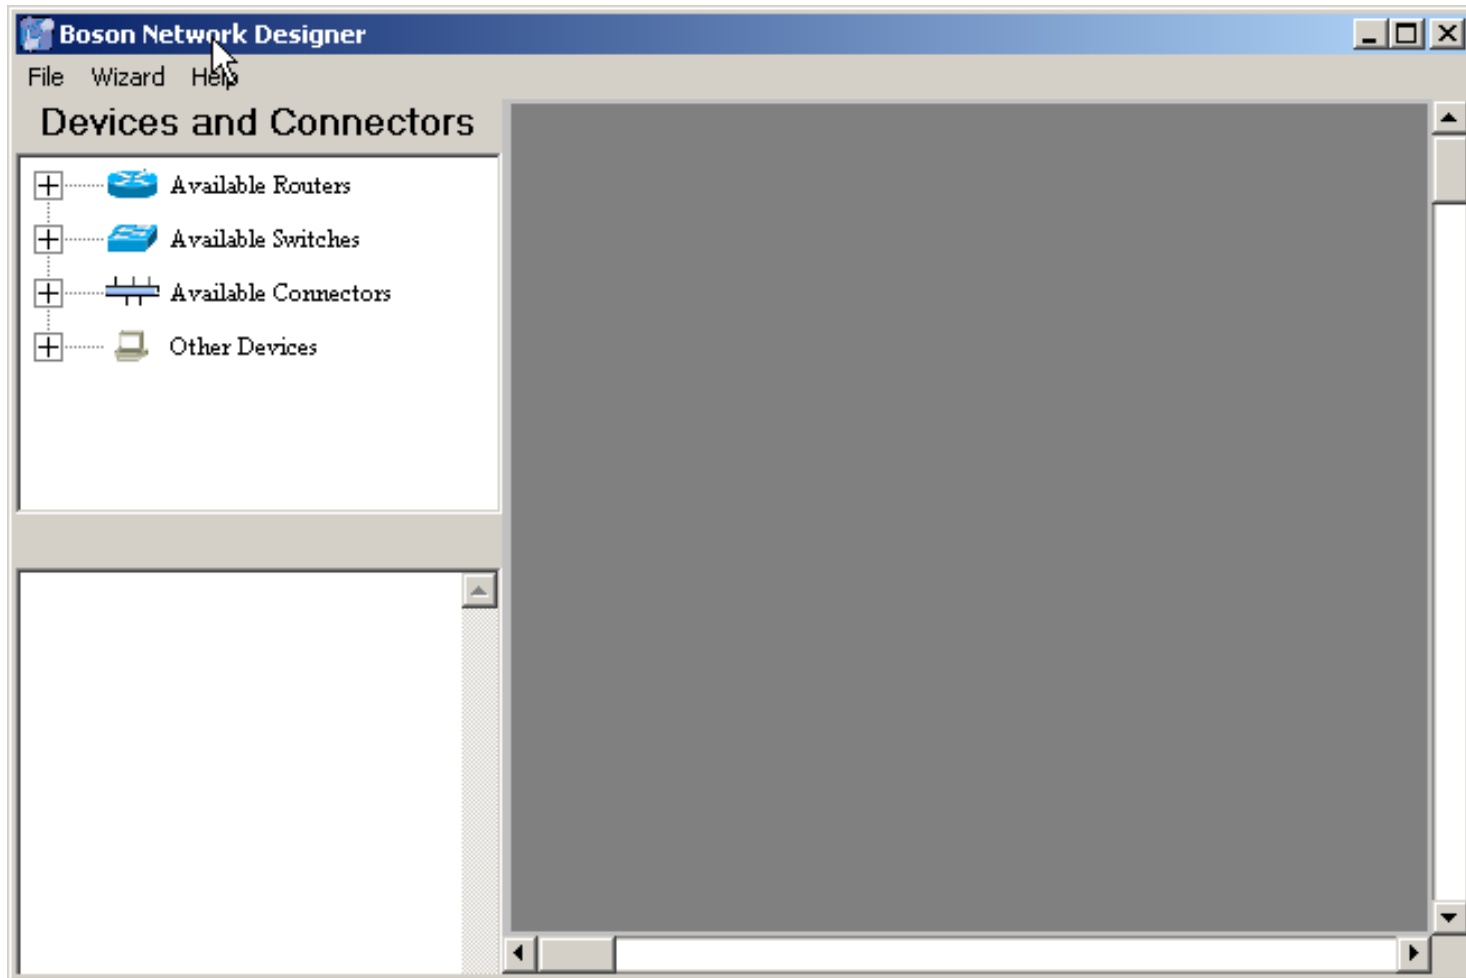 Boson Network Designer
File Wizard Help
Devices and Connectors
Available Routers
Available Switches
Available Connectors
Other Devices